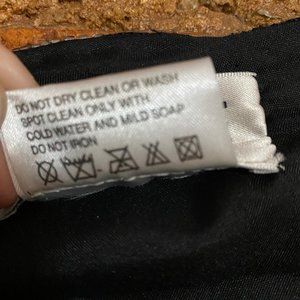 DO NOT DRY CLEAN OR WASH
SPOT CLEAN ONLY WITH
COLD WATER AND MILD SOAP
DO NOT IRON